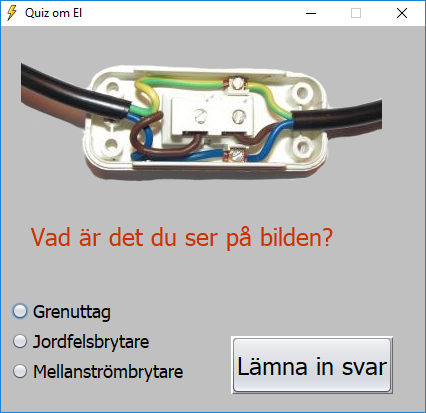 Quiz om El
Vad är det du ser på bilden?
Grenuttag
Jordfelsbrytare
Mellanströmbrytare
Lämna in svar